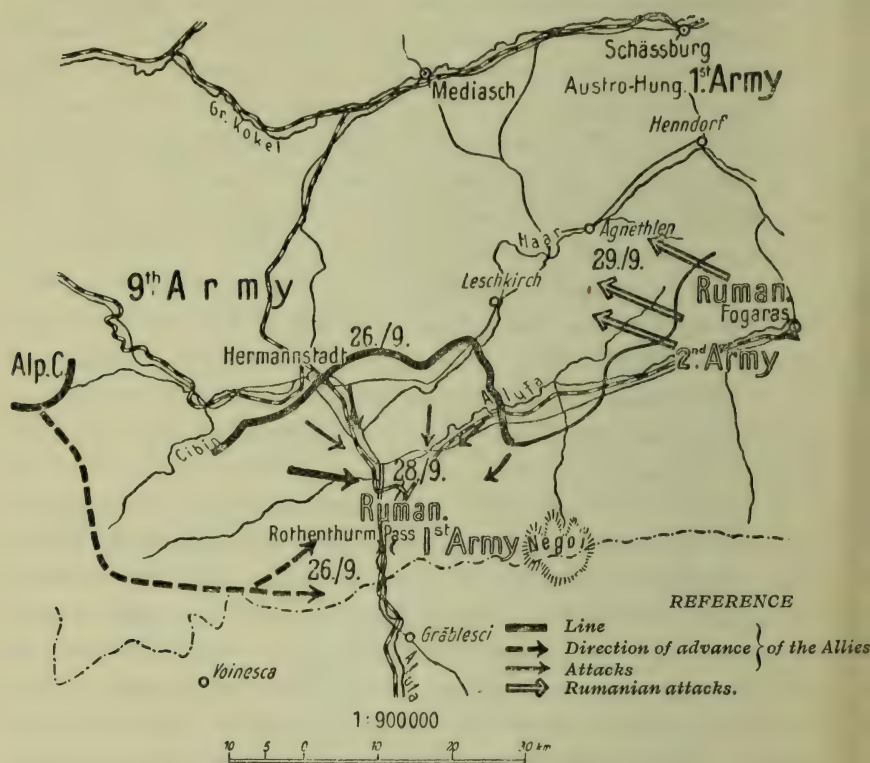 Schässburg
Mediasch
Austro-Hung. 1st Army
Gr. Kokel
Henndorf
Agnethlen
Haar
29./9.
9th Army
Leschkirch
Ruman.
Fogaras
26./9.
Hermannstadt
2nd Army
Alp.C.
Aluta
Cibin
28./9.
Ruman.
Rothenthurm Pass
1st Army
Negoi
26./9.
REFERENCE
Line
Direction of advance } of the Allies
Attacks
Rumanian attacks.
Gräblesci
Voinesca
Aluta
1:900000
10 5 0 10 20 30 km